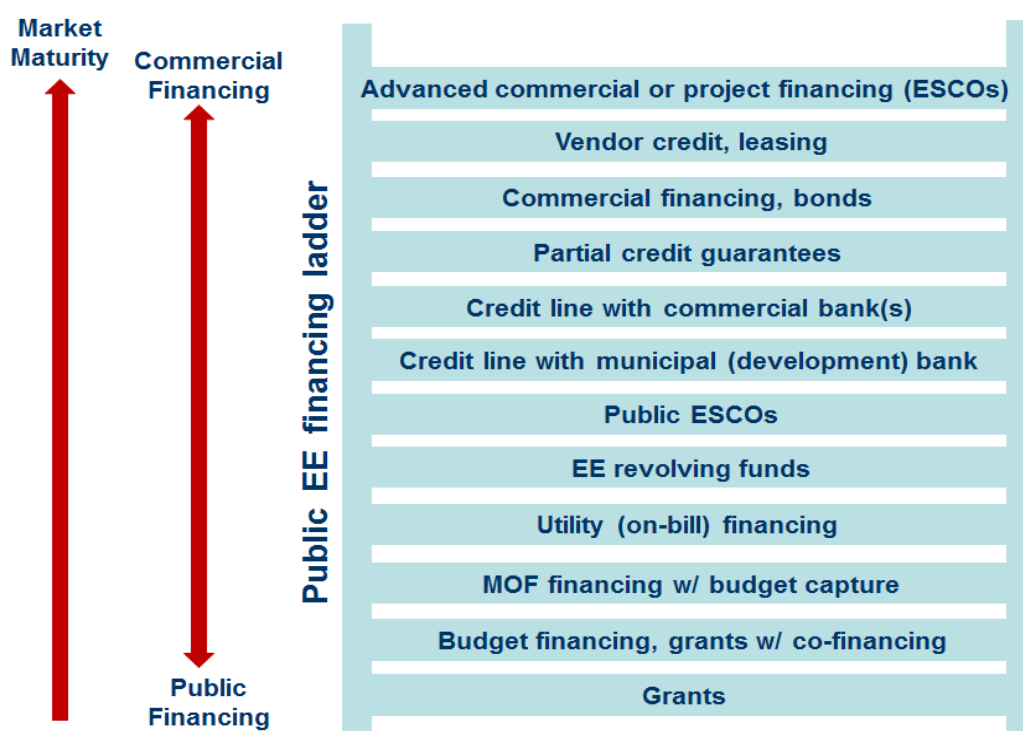 Market
Maturity
Commercial
Financing
Public EE financing ladder
Advanced commercial or project financing (ESCOs)
Vendor credit, leasing
Commercial financing, bonds
Partial credit guarantees
Credit line with commercial bank(s)
Credit line with municipal (development) bank
Public ESCOs
EE revolving funds
Utility (on-bill) financing
MOF financing w/ budget capture
Budget financing, grants w/ co-financing
Grants
Public
Financing